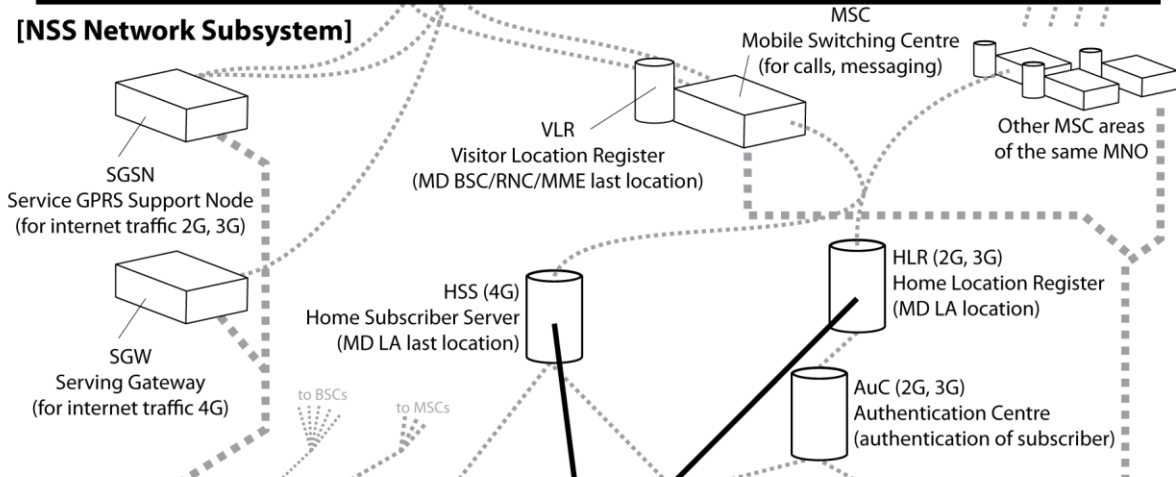 [NSS Network Subsystem]
MSC
Mobile Switching Centre
(for calls, messaging)
VLR
Visitor Location Register
(MD BSC/RNC/MME last location)
Other MSC areas
of the same MNO
SGSN
Service GPRS Support Node
(for internet traffic 2G, 3G)
HLR (2G, 3G)
Home Location Register
(MD LA location)
HSS (4G)
Home Subscriber Server
(MD LA last location)
SGW
Serving Gateway
(for internet traffic 4G)
to BSCs
to MSCs
AuC (2G, 3G)
Authentication Centre
(authentication of subscriber)